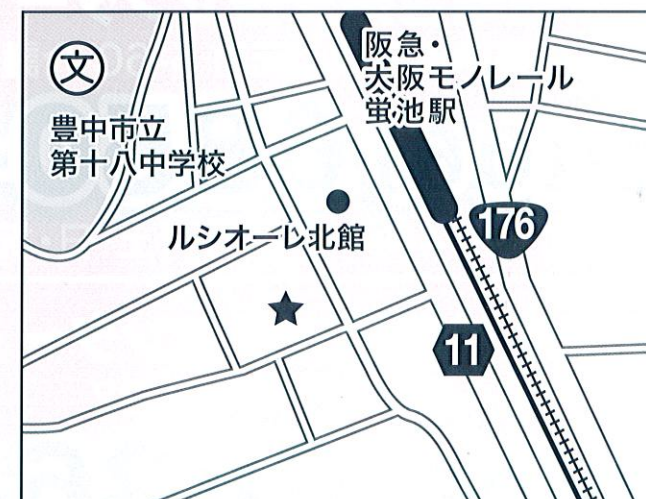 文
豊中市立
第十八中学校
阪急・
大阪モノレール
蛍池駅
ルシオーレ北館
176
11